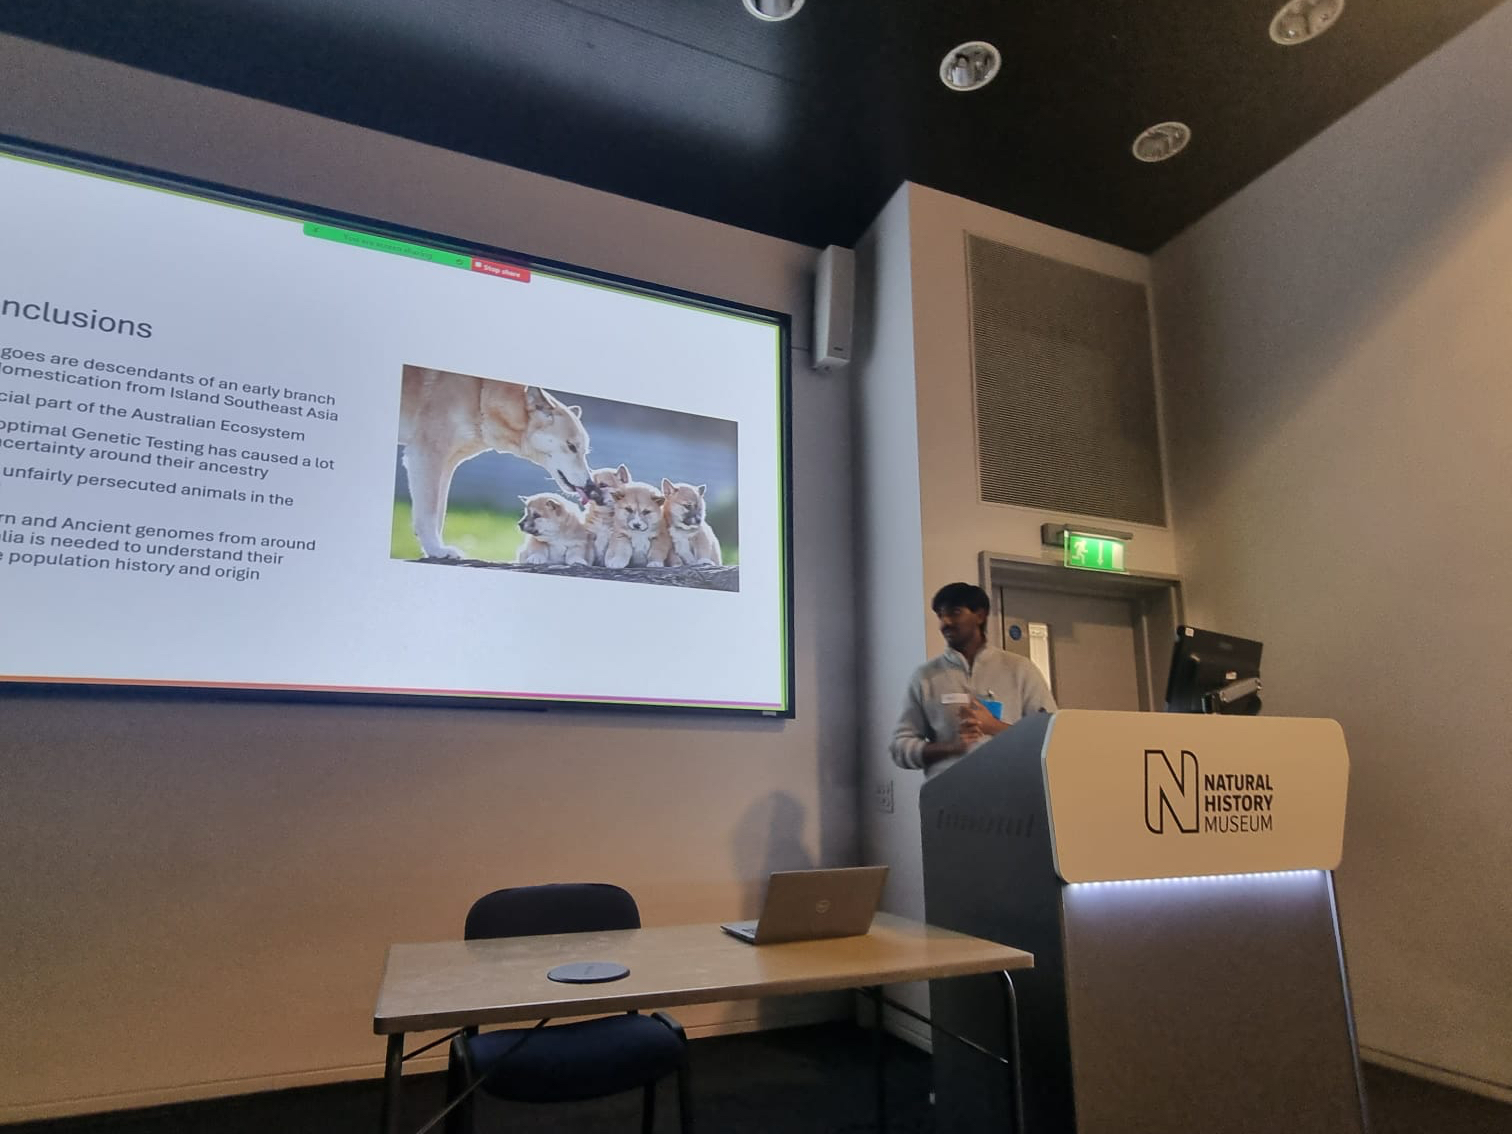 Stop share
nclusions
goes are descendants of an early branch
omestication from Island Southeast Asia
cial part of the Australian Ecosystem
optimal Genetic Testing has caused a lot
certainty around their ancestry
unfairly persecuted animals in the
rn and Ancient genomes from around
lia is needed to understand their
e population history and origin
NATURAL
HISTORY
MUSEUM